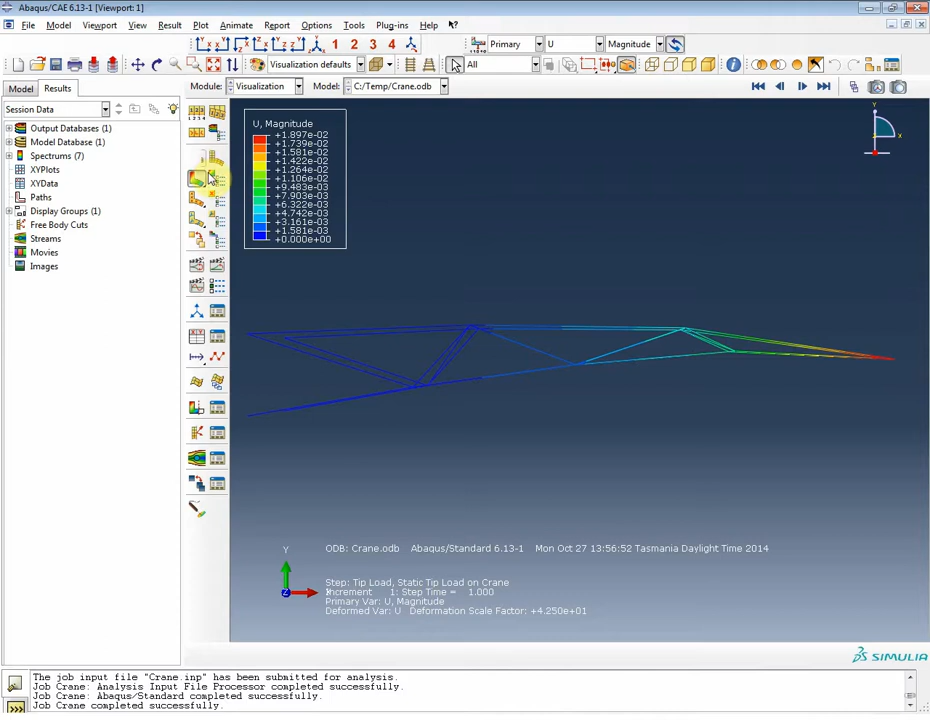 Abaqus/CAE 6.13-1 [Viewport: 1]
File Model Viewport View Result Plot Animate Report Options Tools Plug-ins Help
1 2 3 4 Primary U Magnitude
Visualization defaults All
Model Results Module: Visualization Model: C:/Temp/Crane.odb
Session Data
Output Databases (1)
Model Database (1)
Spectrums (7)
XYPlots
XYData
Paths
Display Groups (1)
Free Body Cuts
Streams
Movies
Images
U, Magnitude
+1.897e-02
+1.739e-02
+1.581e-02
+1.422e-02
+1.264e-02
+1.106e-02
+9.483e-03
+7.903e-03
+6.322e-03
+4.742e-03
+3.161e-03
+1.581e-03
+0.000e+00
Y
X
Y
X
Z
ODB: Crane.odb Abaqus/Standard 6.13-1 Mon Oct 27 13:56:52 Tasmania Daylight Time 2014
Step: Tip Load, Static Tip Load on Crane
Increment 1: Step Time = 1.000
Primary Var: U, Magnitude
Deformed Var: U Deformation Scale Factor: +4.250e+01
SIMULIA
The job input file "Crane.inp" has been submitted for analysis.
Job Crane: Analysis Input File Processor completed successfully.
Job Crane: Abaqus/Standard completed successfully.
Job Crane completed successfully.
>>>